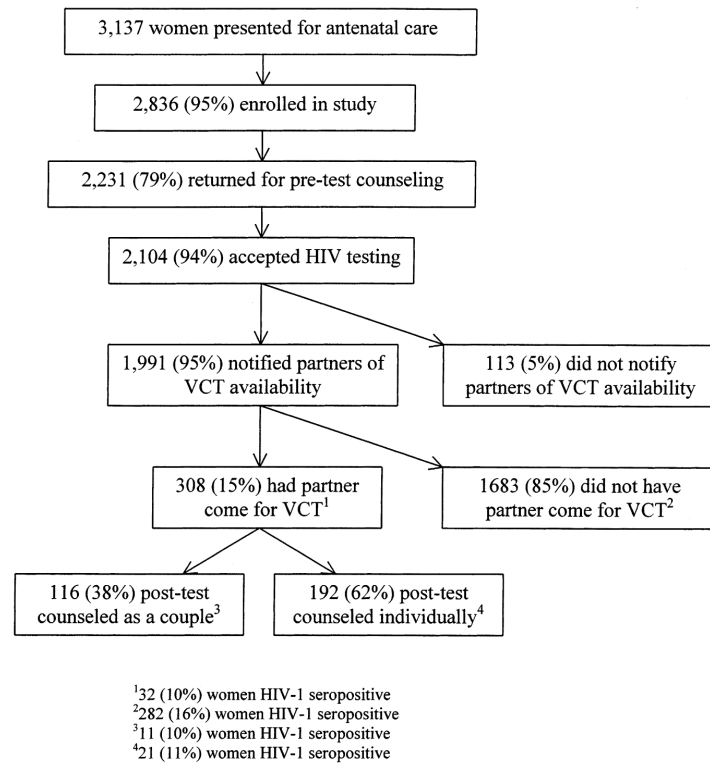 3,137 women presented for antenatal care
2,836 (95%) enrolled in study
2,231 (79%) returned for pre-test counseling
2,104 (94%) accepted HIV testing
1,991 (95%) notified partners of
VCT availability
113 (5%) did not notify
partners of VCT availability
308 (15%) had partner
come for VCT¹
1683 (85%) did not have
partner come for VCT²
116 (38%) post-test
counseled as a couple³
192 (62%) post-test
counseled individually⁴
¹32 (10%) women HIV-1 seropositive
²282 (16%) women HIV-1 seropositive
³11 (10%) women HIV-1 seropositive
⁴21 (11%) women HIV-1 seropositive